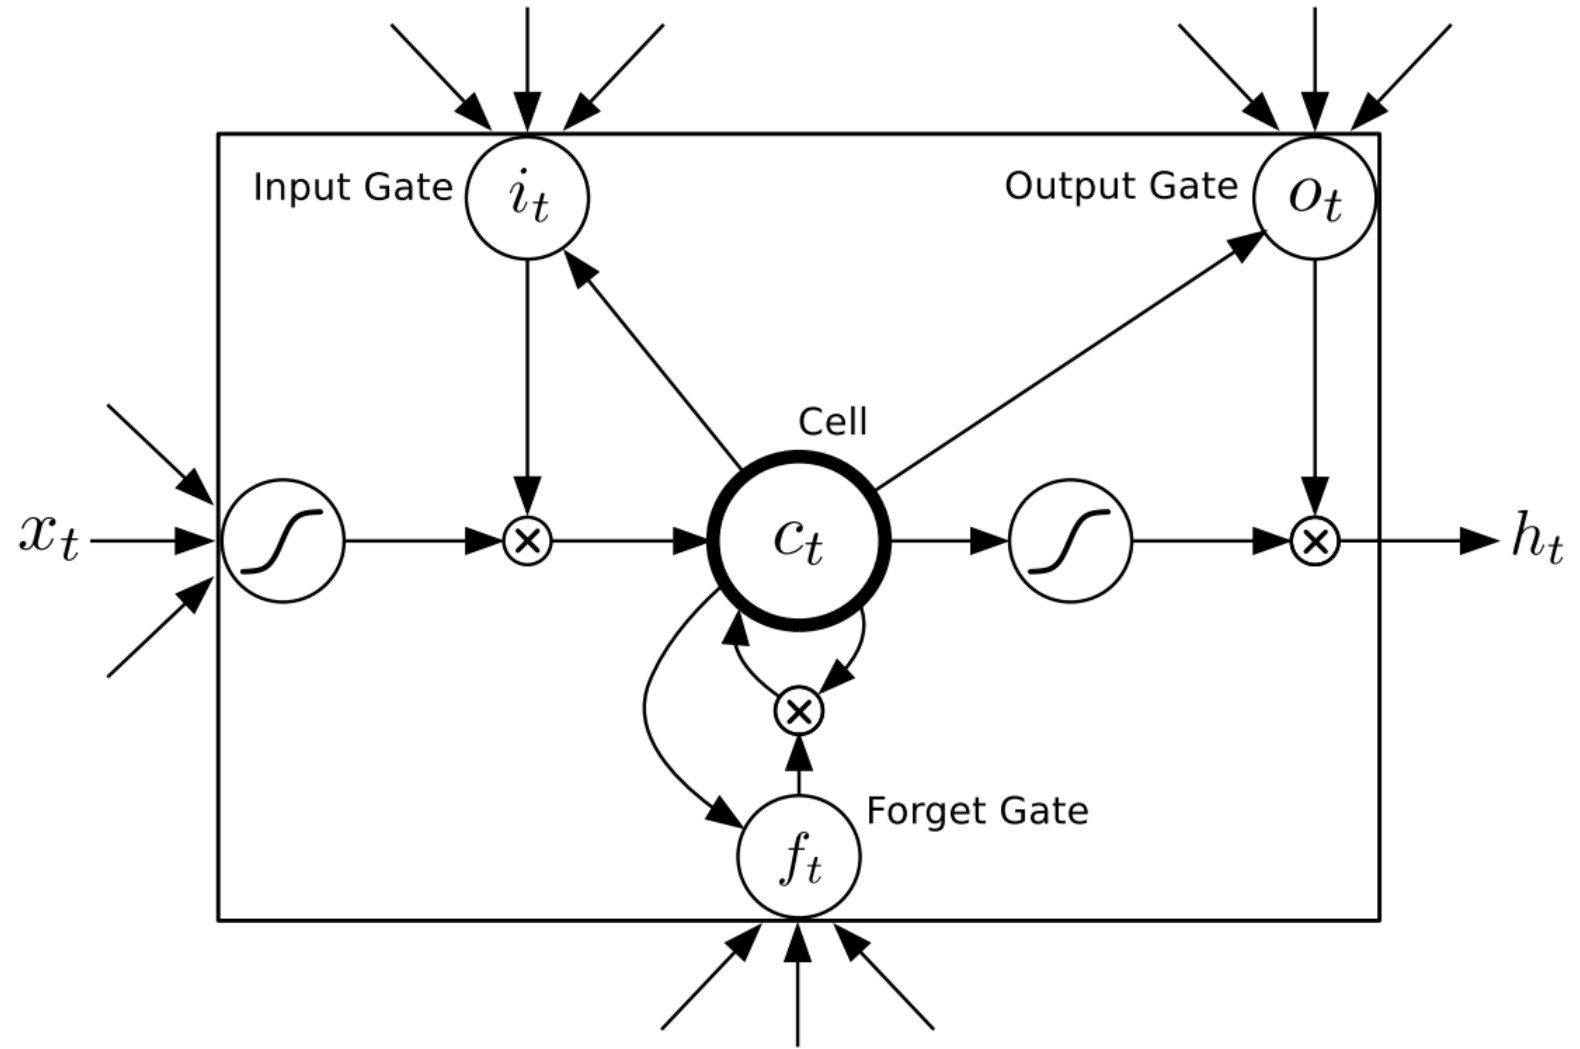 Input Gate
i_t
Output Gate
o_t
Cell
x_t
c_t
h_t
Forget Gate
f_t